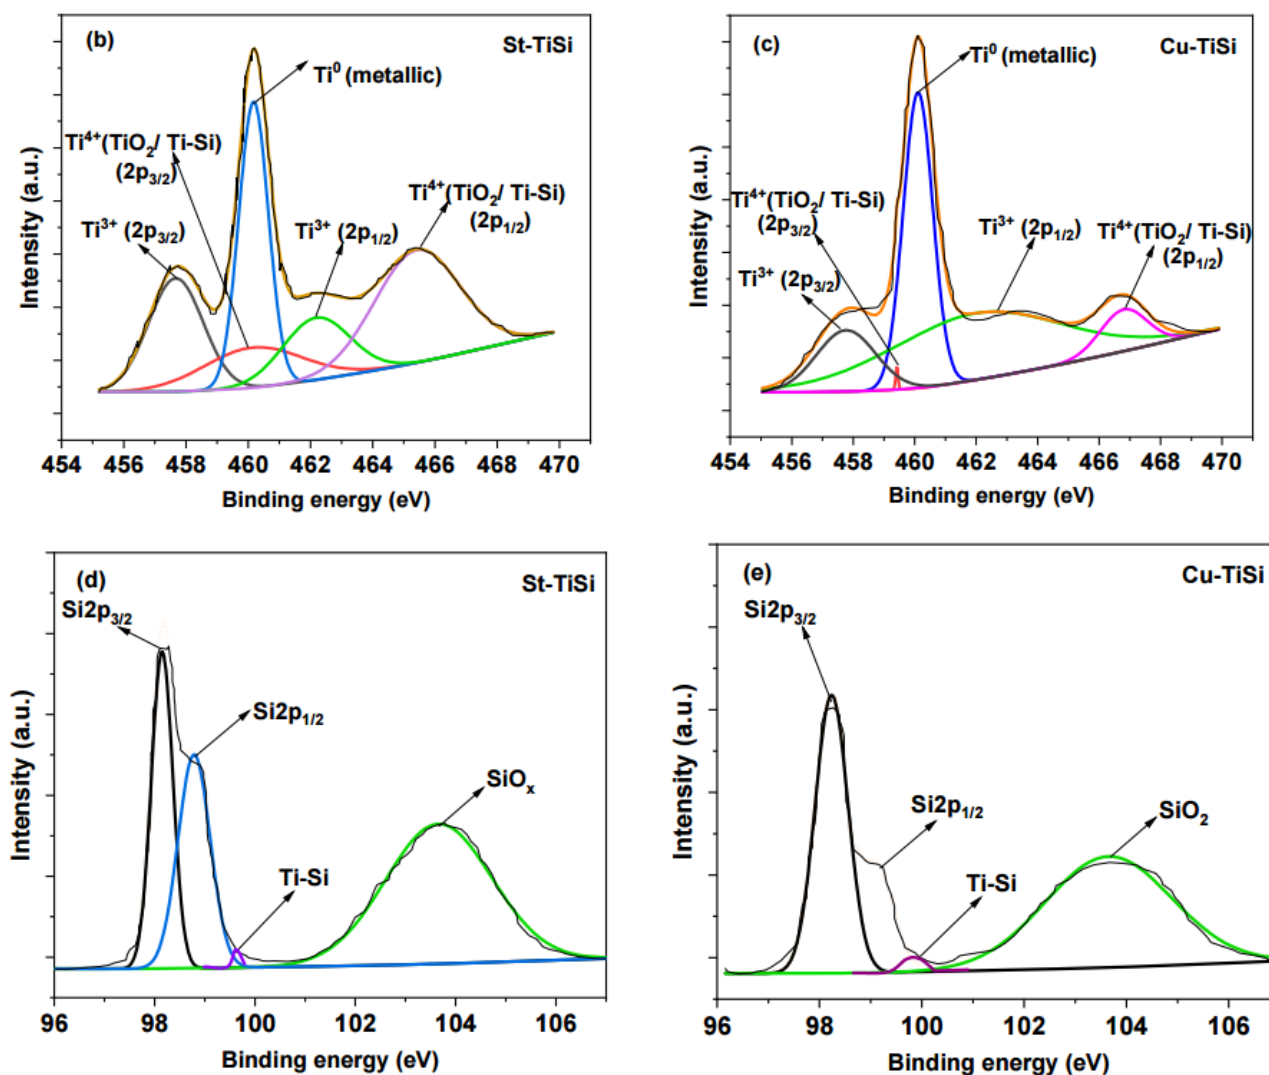 (b)
St-TiSi
Ti⁰ (metallic)
Ti⁴⁺(TiO₂/ Ti-Si)
(2p₃/₂)
Ti³⁺ (2p₃/₂)
Ti³⁺ (2p₁/₂)
Ti⁴⁺(TiO₂/ Ti-Si)
(2p₁/₂)
Intensity (a.u.)
454 456 458 460 462 464 466 468 470
Binding energy (eV)
(c)
Cu-TiSi
Ti⁰ (metallic)
Ti⁴⁺(TiO₂/ Ti-Si)
(2p₃/₂)
Ti³⁺ (2p₃/₂)
Ti³⁺ (2p₁/₂)
Ti⁴⁺(TiO₂/ Ti-Si)
(2p₁/₂)
Intensity (a.u.)
454 456 458 460 462 464 466 468 470
Binding energy (eV)
(d)
St-TiSi
Si2p₃/₂
Si2p₁/₂
Ti-Si
SiOₓ
Intensity (a.u.)
96 98 100 102 104 106
Binding energy (eV)
(e)
Cu-TiSi
Si2p₃/₂
Si2p₁/₂
Ti-Si
SiO₂
Intensity (a.u.)
96 98 100 102 104 106
Binding energy (eV)